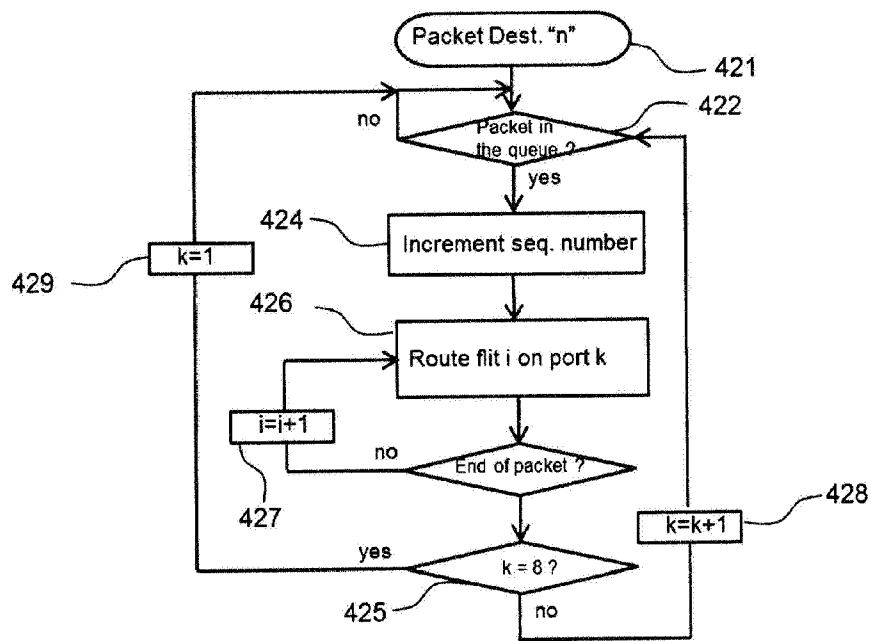 Packet Dest. “n”
421
422
no
Packet in
the queue ?
yes
424
Increment seq. number
k=1
429
426
Route flit i on port k
i=i+1
no
End of packet ?
427
k=k+1
428
yes
k = 8 ?
425
no